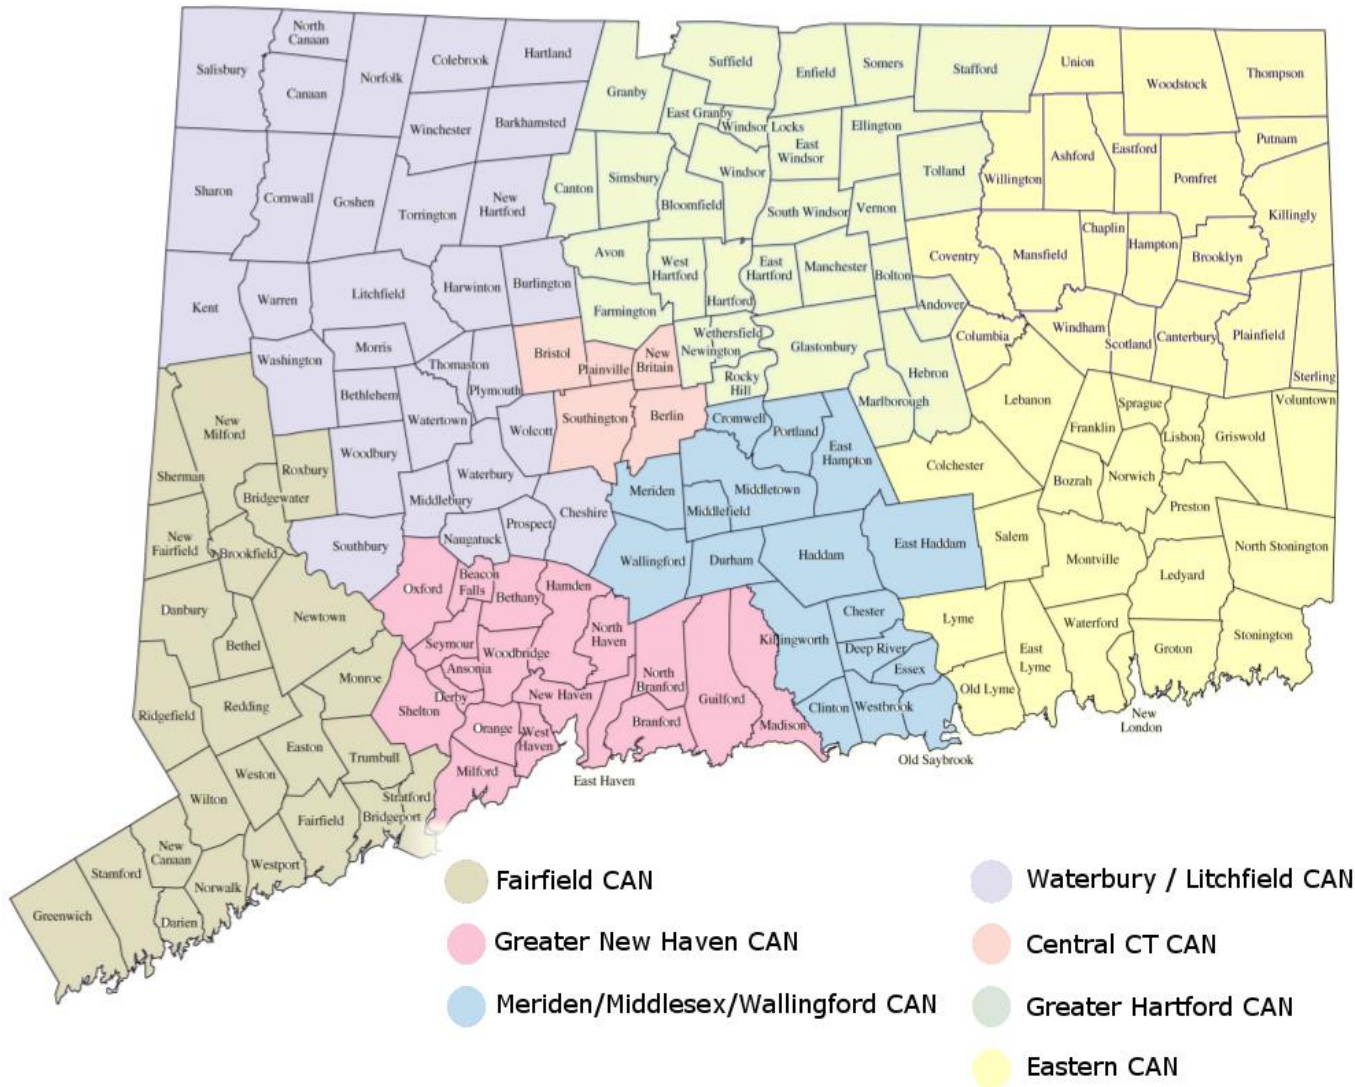 North
Canaan
Salisbury
Canaan
Norfolk
Colebrook
Hartland
Granby
Suffield
Enfield
Somers
Stafford
Union
Woodstock
Thompson
Winchester
Barkhamsted
East Granby
Windsor Locks
East
Windsor
Ellington
Tolland
Willington
Ashford
Eastford
Pomfret
Putnam
Killingly
Sharon
Cornwall
Goshen
Torrington
New
Hartford
Canton
Simsbury
Bloomfield
Windsor
South Windsor
Vernon
Coventry
Mansfield
Chaplin
Hampton
Brooklyn
Kent
Warren
Litchfield
Harwinton
Burlington
Avon
West
Hartford
Farmington
Hartford
East
Hartford
Manchester
Bolton
Andover
Columbia
Windham
Scotland
Canterbury
Plainfield
Sterling
Washington
Morris
Bethlehem
Thomaston
Plymouth
Watertown
Bristol
Plainville
New
Britain
Wethersfield
Newington
Rocky
Hill
Glastonbury
Hebron
Marlborough
Lebanon
Franklin
Sprague
Lisbon
Griswold
Voluntown
New
Milford
Sherman
Roxbury
Bridgewater
Woodbury
Wolcott
Waterbury
Middlebury
Southington
Berlin
Cromwell
Portland
East
Hampton
Colchester
Bozrah
Norwich
Preston
New
Fairfield
Brookfield
Southbury
Naugatuck
Prospect
Cheshire
Meriden
Middlefield
Middletown
Wallingford
Durham
Haddam
East Haddam
Salem
Montville
Ledyard
North Stonington
Danbury
Bethel
Newtown
Oxford
Beacon
Falls
Bethany
Hamden
North
Haven
Killingworth
Chester
Deep River
Essex
Lyme
East
Lyme
Waterford
Groton
Stonington
Ridgefield
Redding
Monroe
Seymour
Ansonia
Woodbridge
Derby
Shelton
New Haven
North
Branford
Guilford
Madison
Clinton
Westbrook
Old Lyme
New
London
Easton
Trumbull
Orange
West
Haven
Branford
Milford
East Haven
Old Saybrook
Weston
Wilton
Stratford
Bridgeport
Fairfield
New
Canaan
Westport
Norwalk
Stamford
Darien
Greenwich
Fairfield CAN
Greater New Haven CAN
Meriden/Middlesex/Wallingford CAN
Waterbury / Litchfield CAN
Central CT CAN
Greater Hartford CAN
Eastern CAN